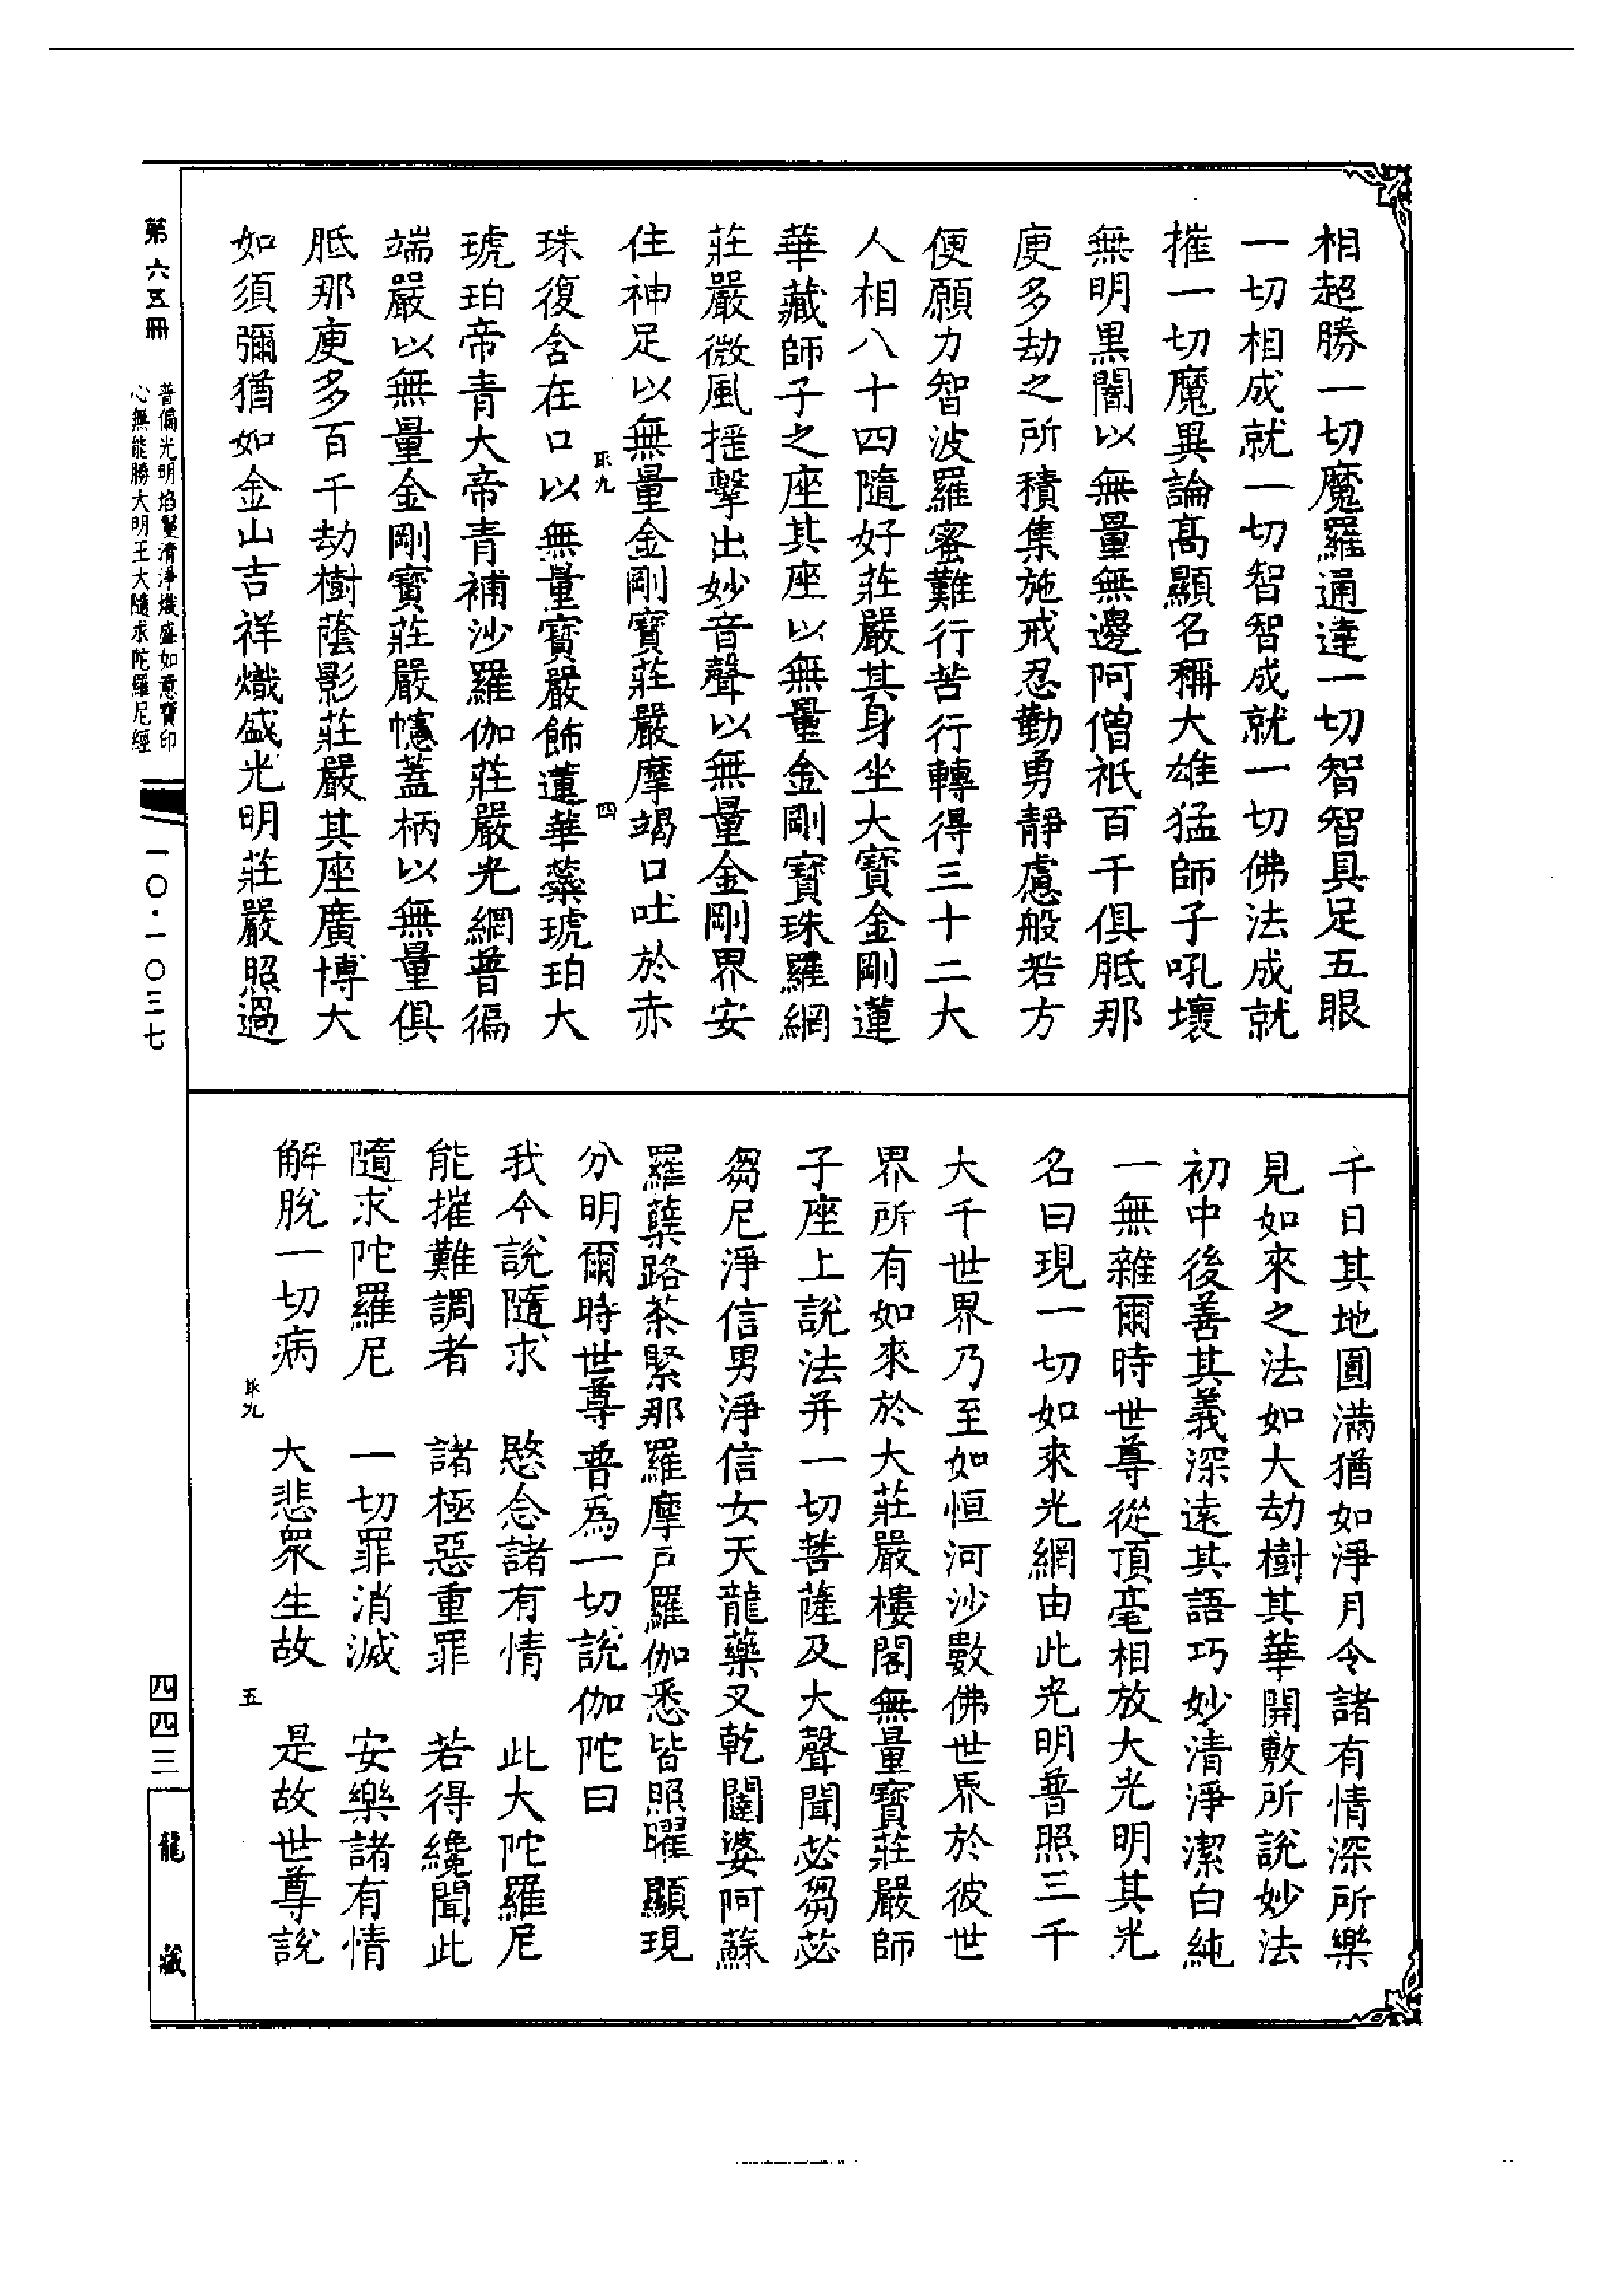 相超勝一切魔羅通達一切智智具足五眼
一切相成就一切智智成就一切佛法成就
摧一切魔異論高顯名稱大雄猛師子吼壞
無明黑闇以無量無邊阿僧祇百千俱胝那
庾多劫之所積集施戒忍勤勇靜慮般若方
便願力智波羅蜜難行苦行轉得三十二大
人相八十四隨好莊嚴其身坐大寶金剛蓮
華藏師子之座其座以無量金剛寶珠羅網
莊嚴微風搖擊出妙音聲以無量金剛界安
住神足以無量金剛寶莊嚴摩竭口吐於赤
四
珠復含在口以無量寶嚴飾蓮華蘂琥珀大
琥珀帝青大帝青補沙羅伽莊嚴光網普徧
端嚴以無量金剛寶莊嚴幰蓋柄以無量俱
胝那庾多百千劫樹蔭影莊嚴其座廣博大
如須彌猶如金山吉祥熾盛光明莊嚴照過
千日其地圓滿猶如淨月令諸有情深所樂
見如來之法如大劫樹其華開敷所說妙法
初中後善其義深遠其語巧妙清淨潔白純
一無雜爾時世尊從頂毫相放大光明其光
名曰現一切如來光網由此光明普照三千
大千世界乃至如恒河沙數佛世界於彼世
界所有如來於大莊嚴樓閣無量寶莊嚴師
子座上說法并一切菩薩及大聲聞苾芻苾
芻尼淨信男淨信女天龍藥叉乾闥婆阿蘇
羅蘗路茶緊那羅摩戶羅伽悉皆照曜顯現
分明爾時世尊普爲一切說伽陀曰
我今說隨求　愍念諸有情　此大陀羅尼
能摧難調者　諸極惡重罪　若得纔聞此
隨求陀羅尼　一切罪消滅　安樂諸有情
解脫一切病　大悲衆生故　是故世尊說
五
第六五冊
普徧光明焰鬘清淨熾盛如意寶印
心無能勝大明王大隨求陀羅尼經
一〇·一〇三七
四四三
龍藏